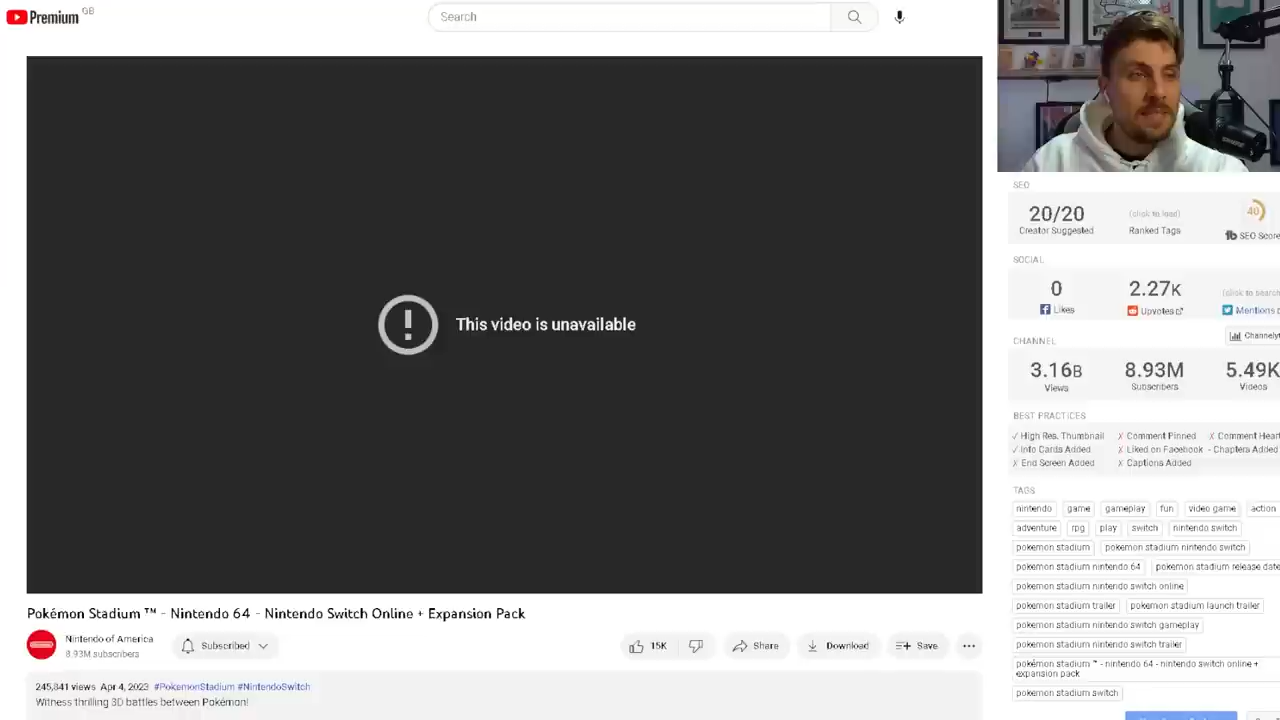 Premium GB
Search
This video is unavailable
Pokémon Stadium ™ - Nintendo 64 - Nintendo Switch Online + Expansion Pack
Nintendo of America
8.93M subscribers
Subscribed
15K
Share
Download
Save
245,841 views Apr 4, 2023 #PokemonStadium #NintendoSwitch
Witness thrilling 3D battles between Pokémon!
SEO
20/20
(click to load)
40
Creator Suggested
Ranked Tags
tb SEO Score
SOCIAL
0
2.27K
(click to search
Likes
Upvotes
Mentions
CHANNEL
Channelyt
3.16B
8.93M
5.49K
Views
Subscribers
Videos
BEST PRACTICES
✓ High Res. Thumbnail
✗ Comment Pinned
✗ Comment Heart
✓ Info Cards Added
✗ Liked on Facebook
- Chapters Added
✗ End Screen Added
✗ Captions Added
TAGS
nintendo game gameplay fun video game action
adventure rpg play switch nintendo switch
pokemon stadium pokemon stadium nintendo switch
pokemon stadium nintendo 64 pokemon stadium release date
pokemon stadium nintendo switch online
pokemon stadium trailer pokemon stadium launch trailer
pokemon stadium nintendo switch gameplay
pokemon stadium nintendo switch trailer
pokémon stadium ™ - nintendo 64 - nintendo switch online +
expansion pack
pokemon stadium switch